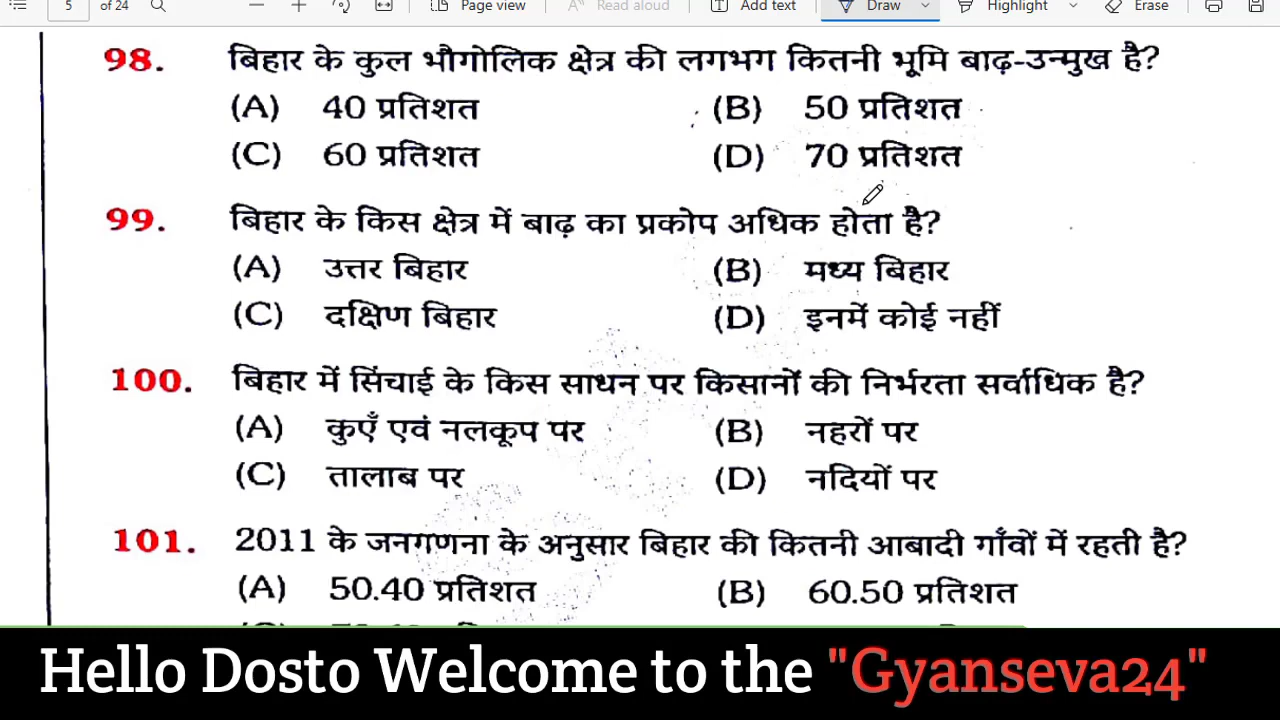 5 of 24 Page view Read aloud Add text Draw Highlight Erase
98. बिहार के कुल भौगोलिक क्षेत्र की लगभग कितनी भूमि बाढ़-उन्मुख है?
(A) 40 प्रतिशत (B) 50 प्रतिशत
(C) 60 प्रतिशत (D) 70 प्रतिशत
99. बिहार के किस क्षेत्र में बाढ़ का प्रकोप अधिक होता है?
(A) उत्तर बिहार (B) मध्य बिहार
(C) दक्षिण बिहार (D) इनमें कोई नहीं
100. बिहार में सिंचाई के किस साधन पर किसानों की निर्भरता सर्वाधिक है?
(A) कुएँ एवं नलकूप पर (B) नहरों पर
(C) तालाब पर (D) नदियों पर
101. 2011 के जनगणना के अनुसार बिहार की कितनी आबादी गाँवों में रहती है?
(A) 50.40 प्रतिशत (B) 60.50 प्रतिशत
Hello Dosto Welcome to the "Gyanseva24"